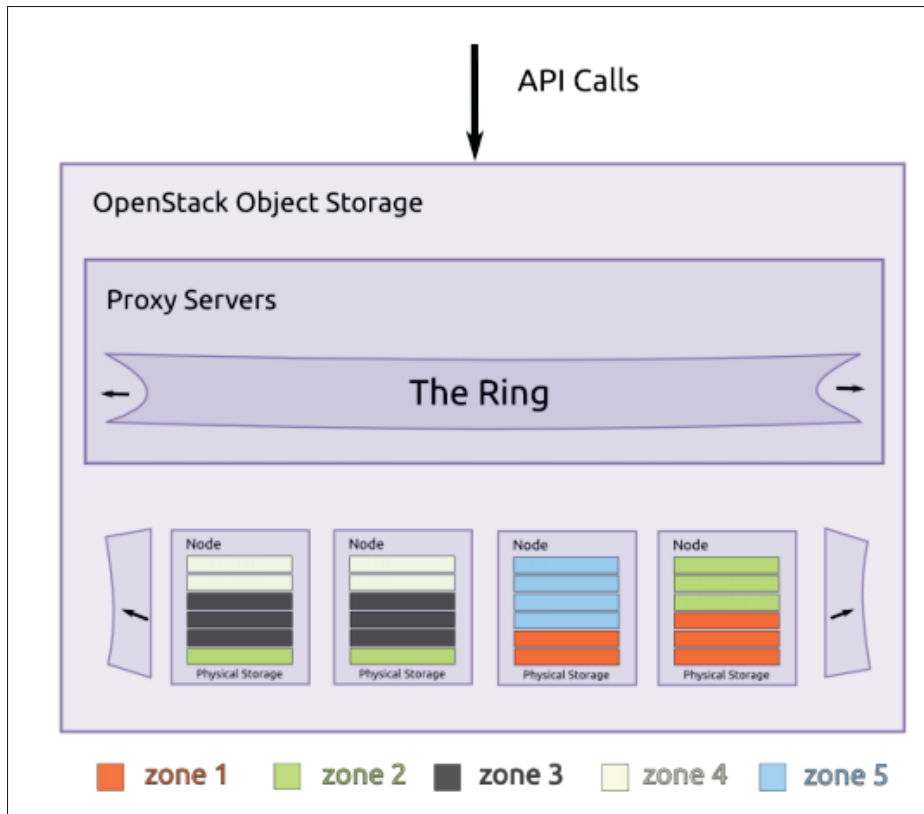 API Calls
OpenStack Object Storage
Proxy Servers
The Ring
Node
Node
Node
Node
Physical Storage
Physical Storage
Physical Storage
Physical Storage
zone 1
zone 2
zone 3
zone 4
zone 5